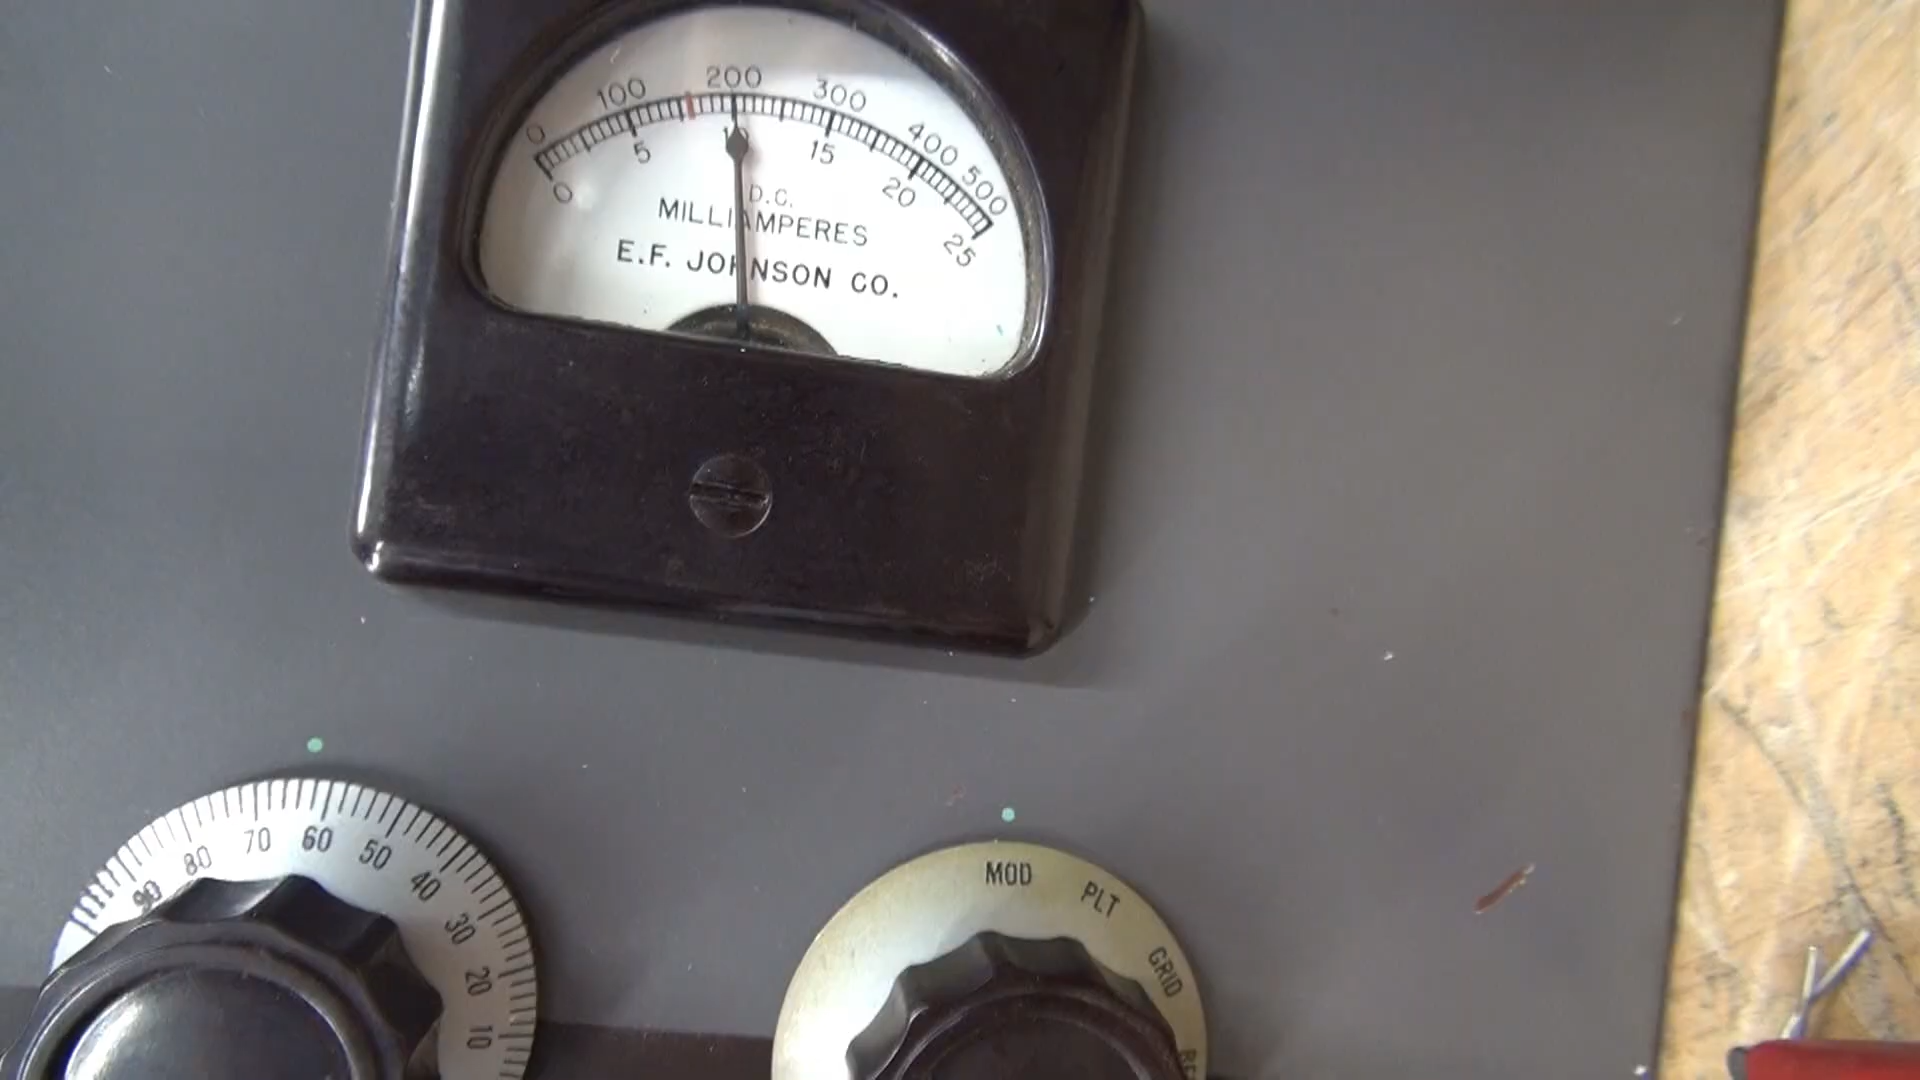 0 100 200 300 400 500
0 5 10 15 20 25
D.C.
MILLIAMPERES
E.F. JOHNSON CO.
90 80 70 60 50 40 30 20 10
MOD PLT GRID